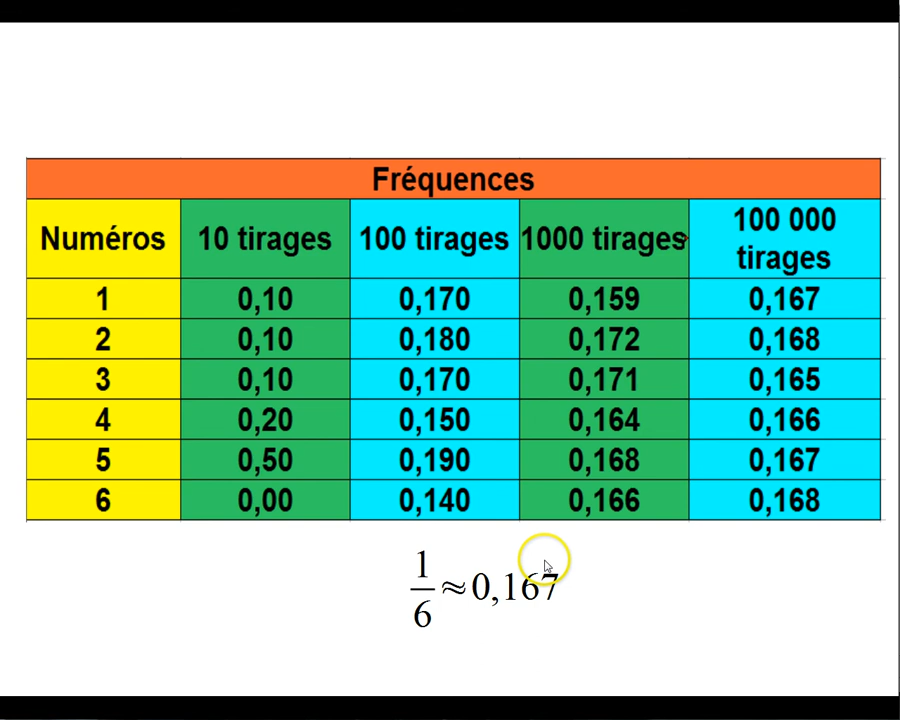 Fréquences
Numéros 10 tirages 100 tirages 1000 tirages 100 000 tirages
1 0,10 0,170 0,159 0,167
2 0,10 0,180 0,172 0,168
3 0,10 0,170 0,171 0,165
4 0,20 0,150 0,164 0,166
5 0,50 0,190 0,168 0,167
6 0,00 0,140 0,166 0,168
1/6 ≈ 0,167